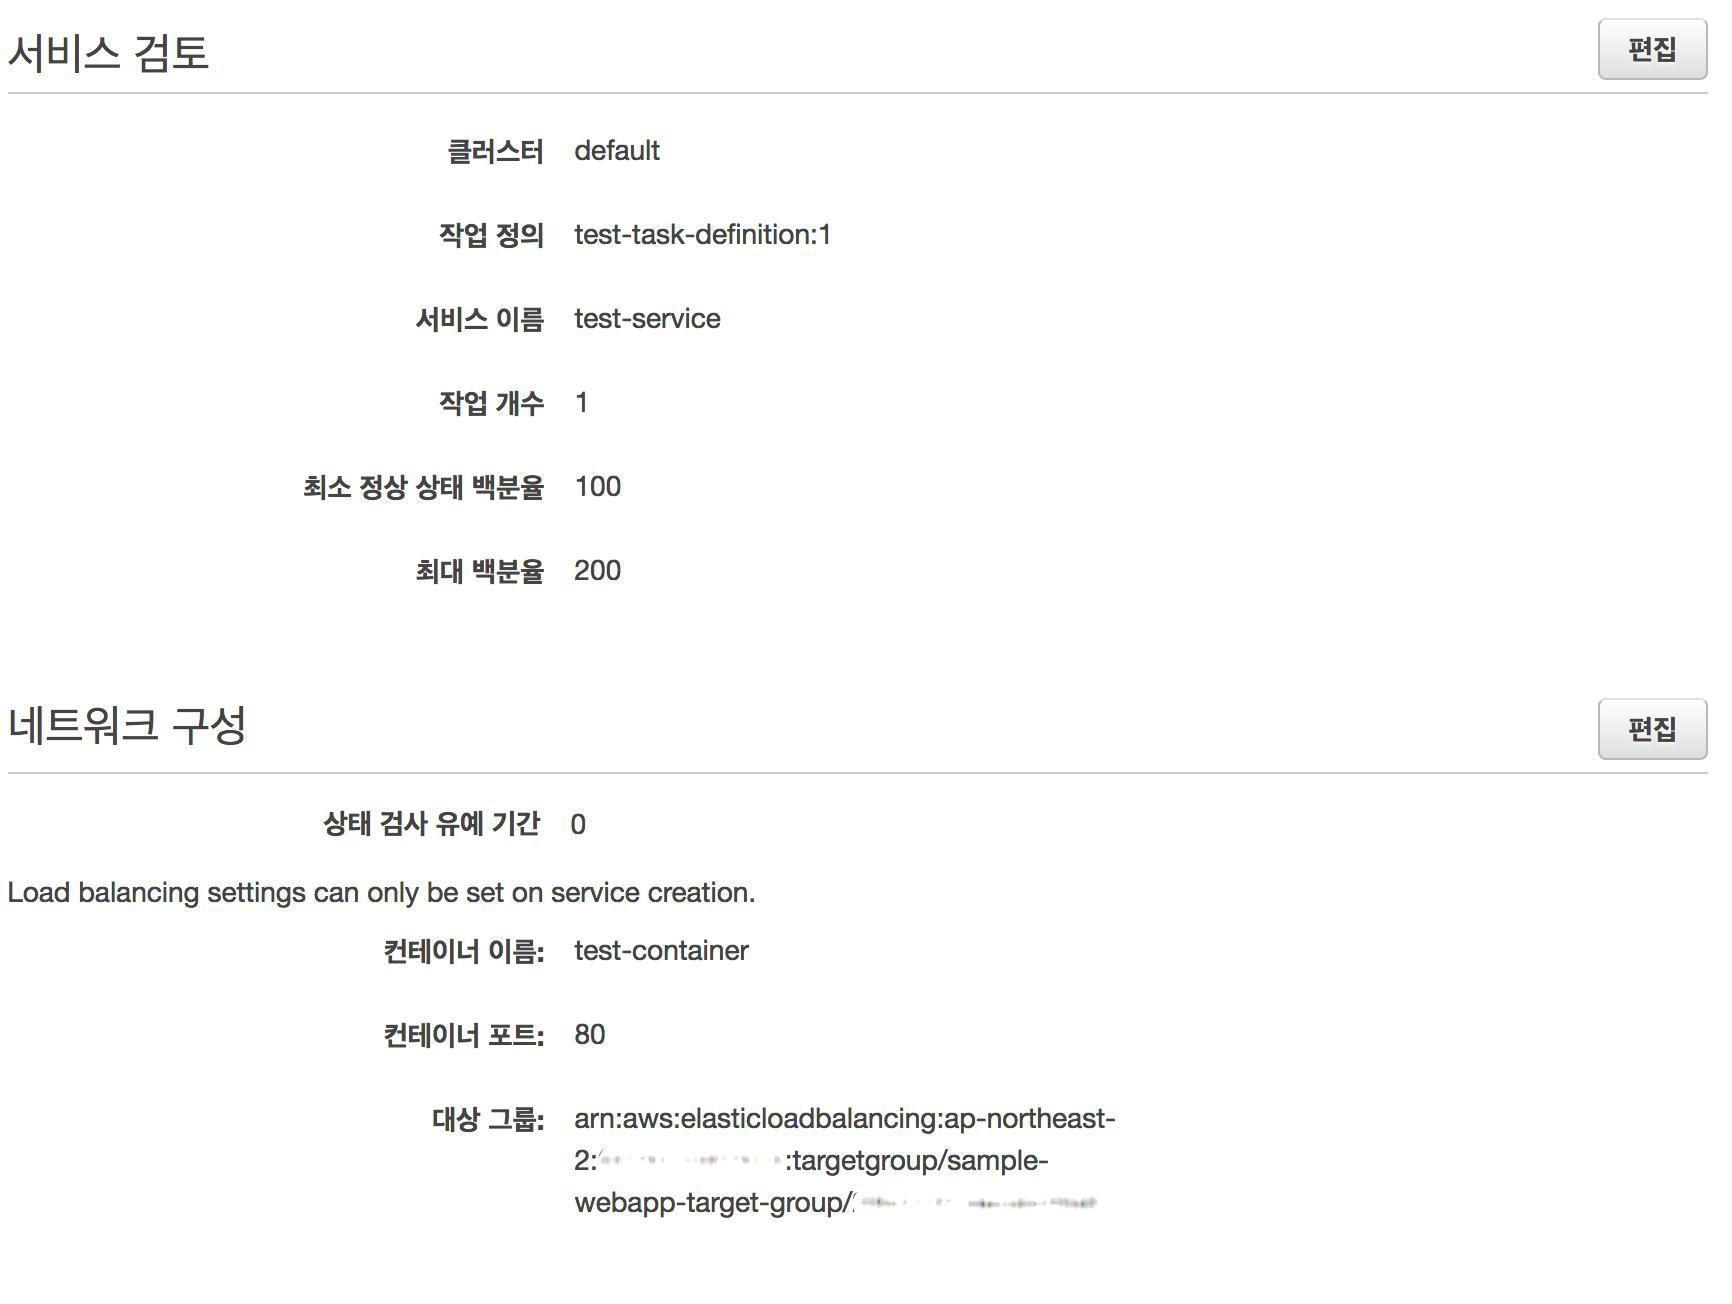 서비스 검토
편집
클러스터 default
작업 정의 test-task-definition:1
서비스 이름 test-service
작업 개수 1
최소 정상 상태 백분율 100
최대 백분율 200
네트워크 구성
편집
상태 검사 유예 기간 0
Load balancing settings can only be set on service creation.
컨테이너 이름: test-container
컨테이너 포트: 80
대상 그룹: arn:aws:elasticloadbalancing:ap-northeast-
2: :targetgroup/sample-
webapp-target-group/